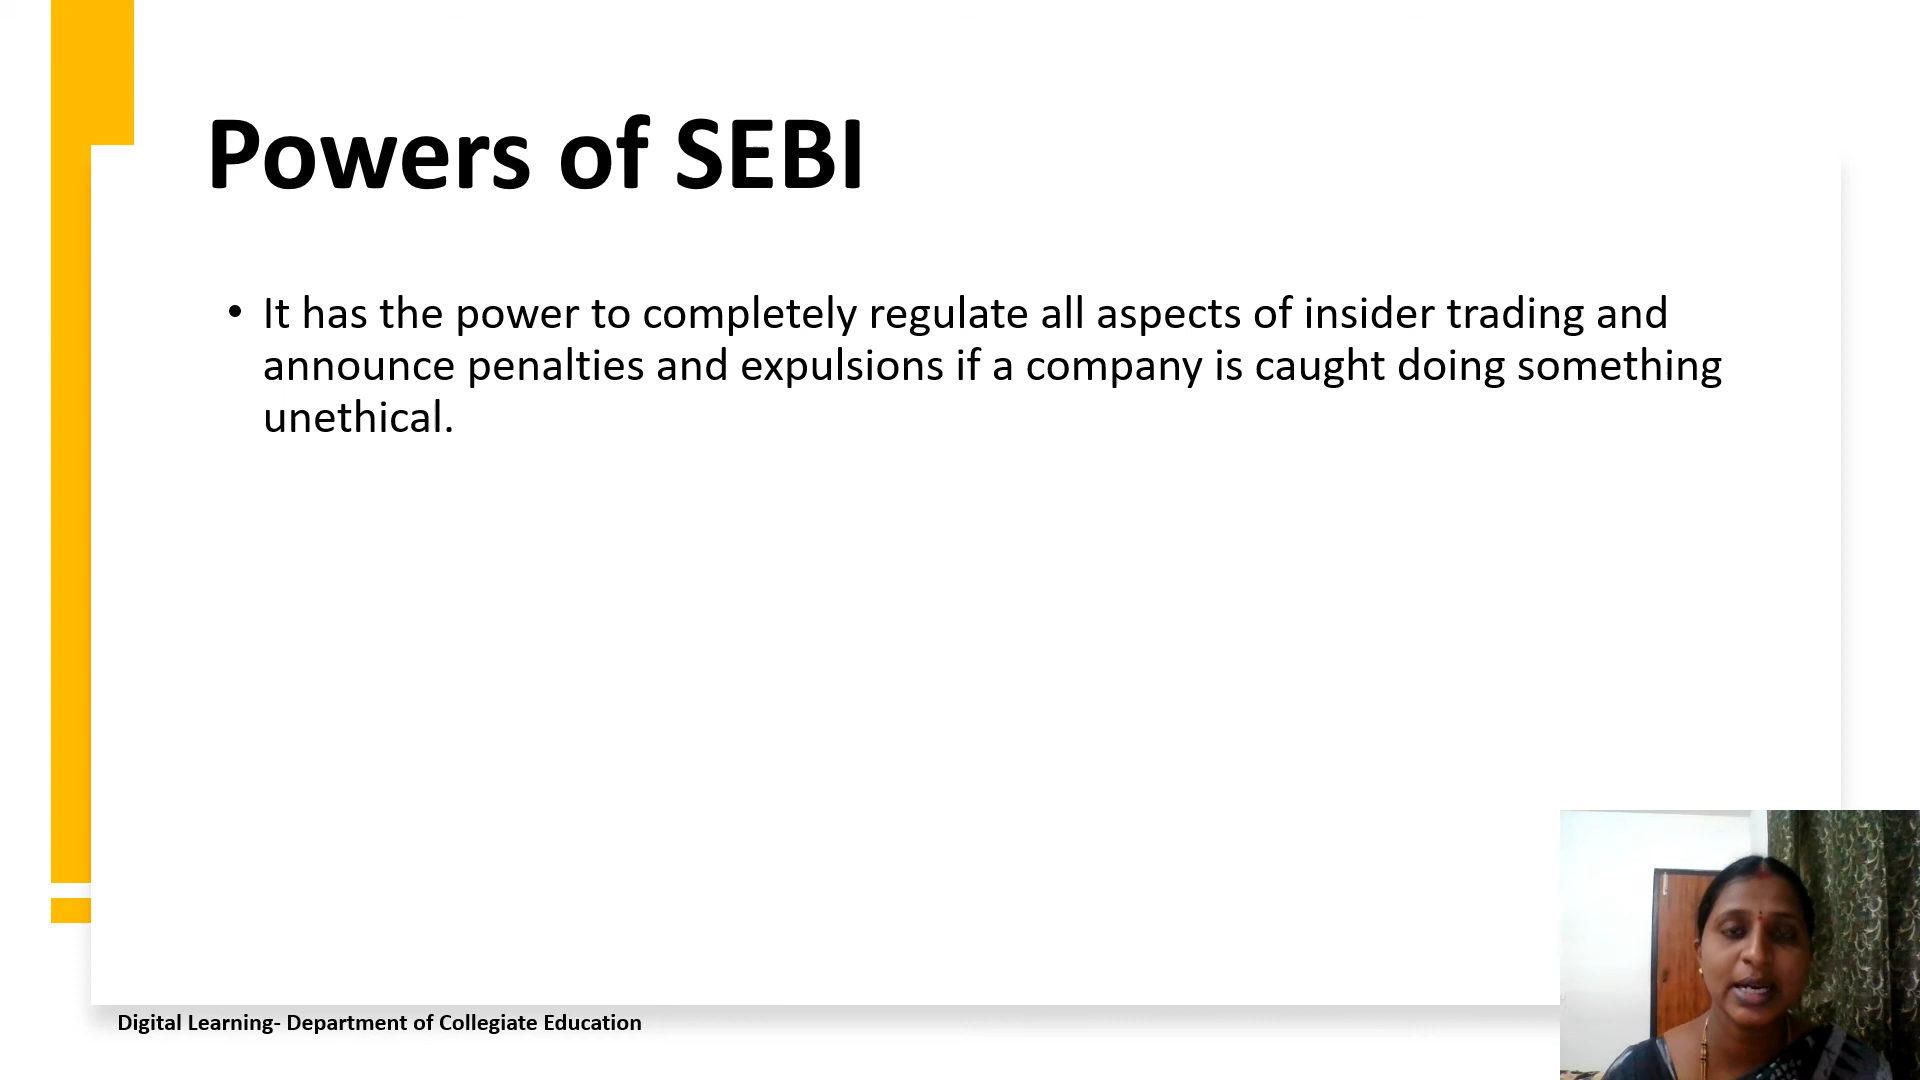 Powers of SEBI
• It has the power to completely regulate all aspects of insider trading and
announce penalties and expulsions if a company is caught doing something
unethical.
Digital Learning- Department of Collegiate Education